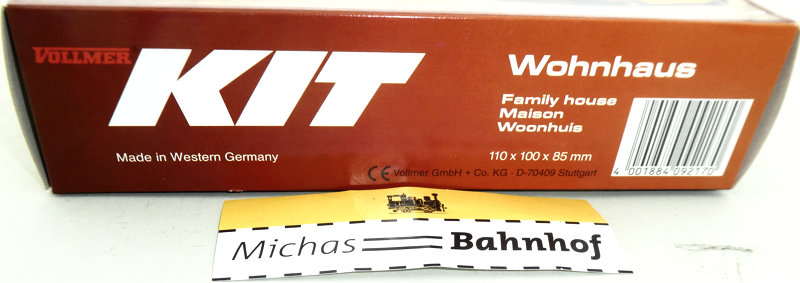 VOLLMER
KIT
Made in Western Germany
Wohnhaus
Family house
Maison
Woonhuis
110 x 100 x 85 mm
CE Vollmer GmbH + Co. KG · D-70409 Stuttgart
4 001884 092170
Michas Bahnhof